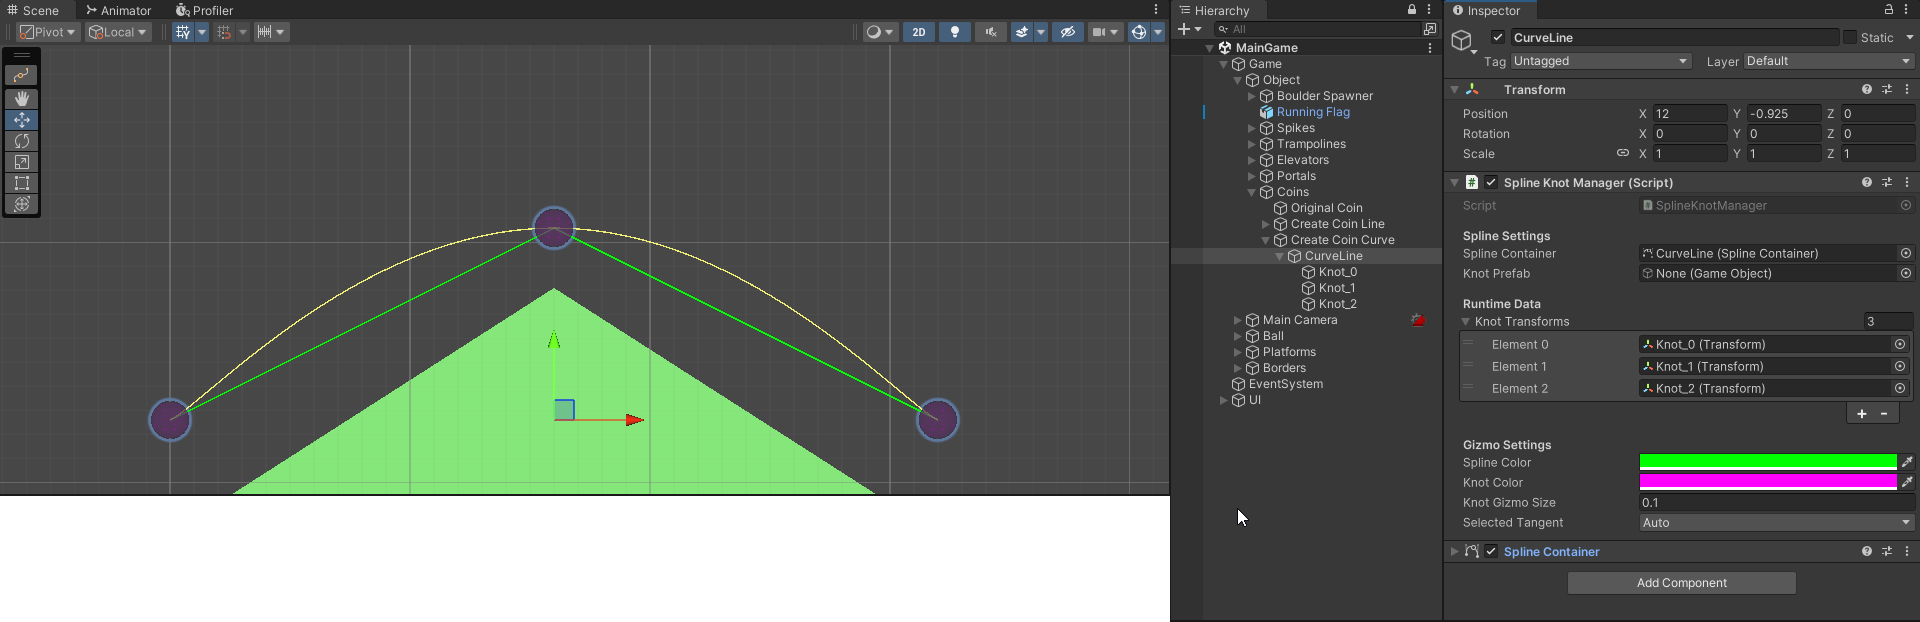 Scene
Animator
Profiler
Pivot
Local
2D
Hierarchy
All
MainGame
Game
Object
Boulder Spawner
Running Flag
Spikes
Trampolines
Elevators
Portals
Coins
Original Coin
Create Coin Line
Create Coin Curve
CurveLine
Knot_0
Knot_1
Knot_2
Main Camera
Ball
Platforms
Borders
EventSystem
UI
Inspector
CurveLine
Static
Tag Untagged
Layer Default
Transform
Position X 12 Y -0.925 Z 0
Rotation X 0 Y 0 Z 0
Scale X 1 Y 1 Z 1
Spline Knot Manager (Script)
Script SplineKnotManager
Spline Settings
Spline Container CurveLine (Spline Container)
Knot Prefab None (Game Object)
Runtime Data
Knot Transforms 3
Element 0 Knot_0 (Transform)
Element 1 Knot_1 (Transform)
Element 2 Knot_2 (Transform)
+ -
Gizmo Settings
Spline Color
Knot Color
Knot Gizmo Size 0.1
Selected Tangent Auto
Spline Container
Add Component